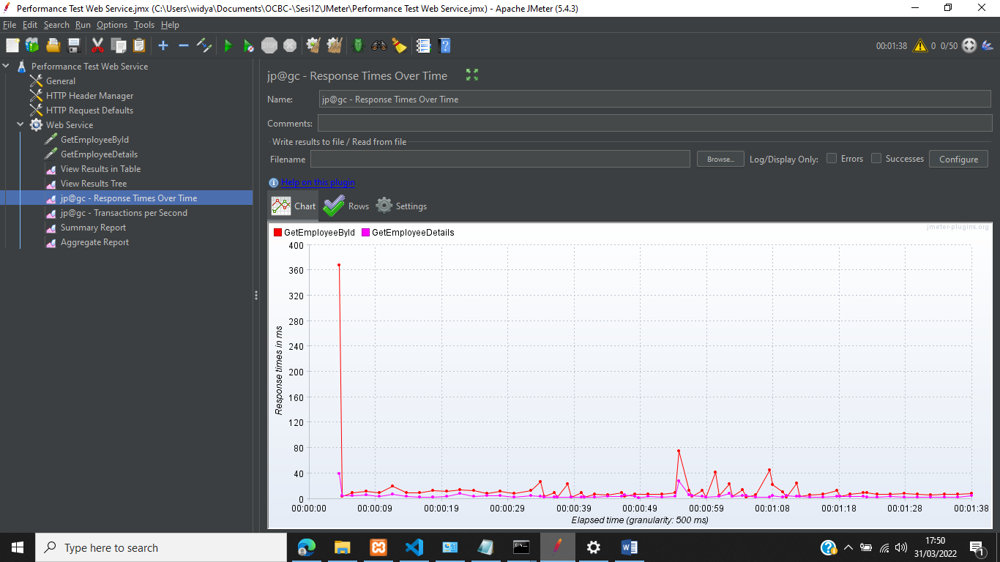 Performance Test Web Service.jmx (C:\Users\widya\Documents\OCBC-\Sesi12\JMeter\Performance Test Web Service.jmx) - Apache JMeter (5.4.3)
File Edit Search Run Options Tools Help
STOP 00:01:38 0 0/50
Performance Test Web Service
General
HTTP Header Manager
HTTP Request Defaults
Web Service
GetEmployeeById
GetEmployeeDetails
View Results in Table
View Results Tree
jp@gc - Response Times Over Time
jp@gc - Transactions per Second
Summary Report
Aggregate Report
jp@gc - Response Times Over Time
Name: jp@gc - Response Times Over Time
Comments:
Write results to file / Read from file
Filename Browse... Log/Display Only: Errors Successes Configure
Help on this plugin
Chart Rows Settings
jmeter-plugins.org
GetEmployeeById GetEmployeeDetails
400
360
320
280
240
200
160
120
80
40
0
Response times in ms
00:00:00 00:00:09 00:00:19 00:00:29 00:00:39 00:00:49 00:00:59 00:01:08 00:01:18 00:01:28 00:01:38
Elapsed time (granularity: 500 ms)
Type here to search
17:50
31/03/2022
1